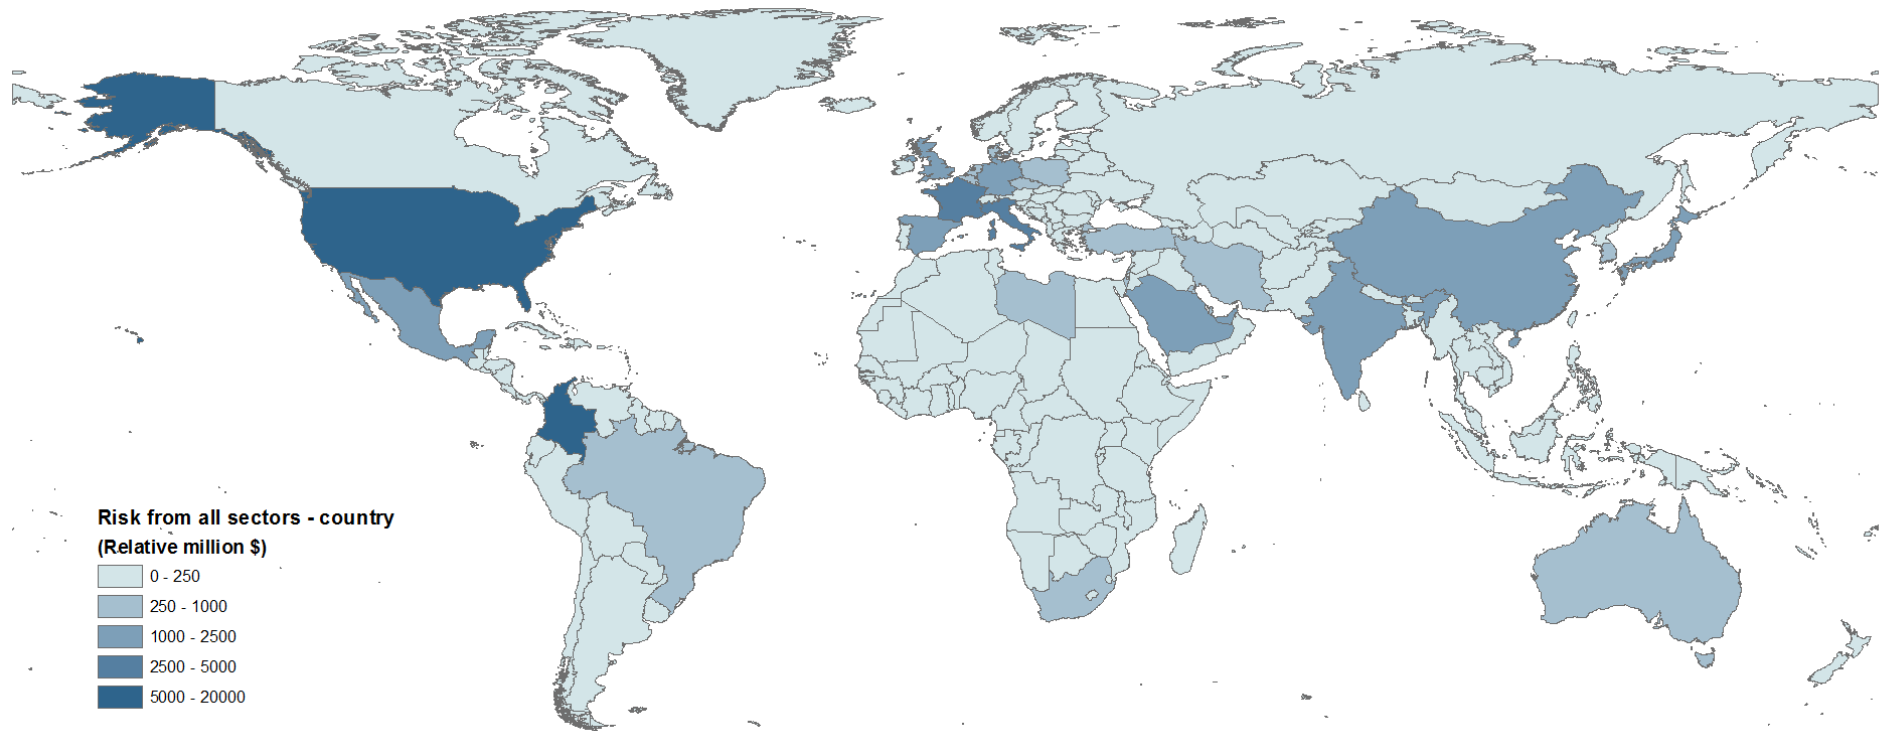 Risk from all sectors - country
(Relative million $)
0 - 250
250 - 1000
1000 - 2500
2500 - 5000
5000 - 20000